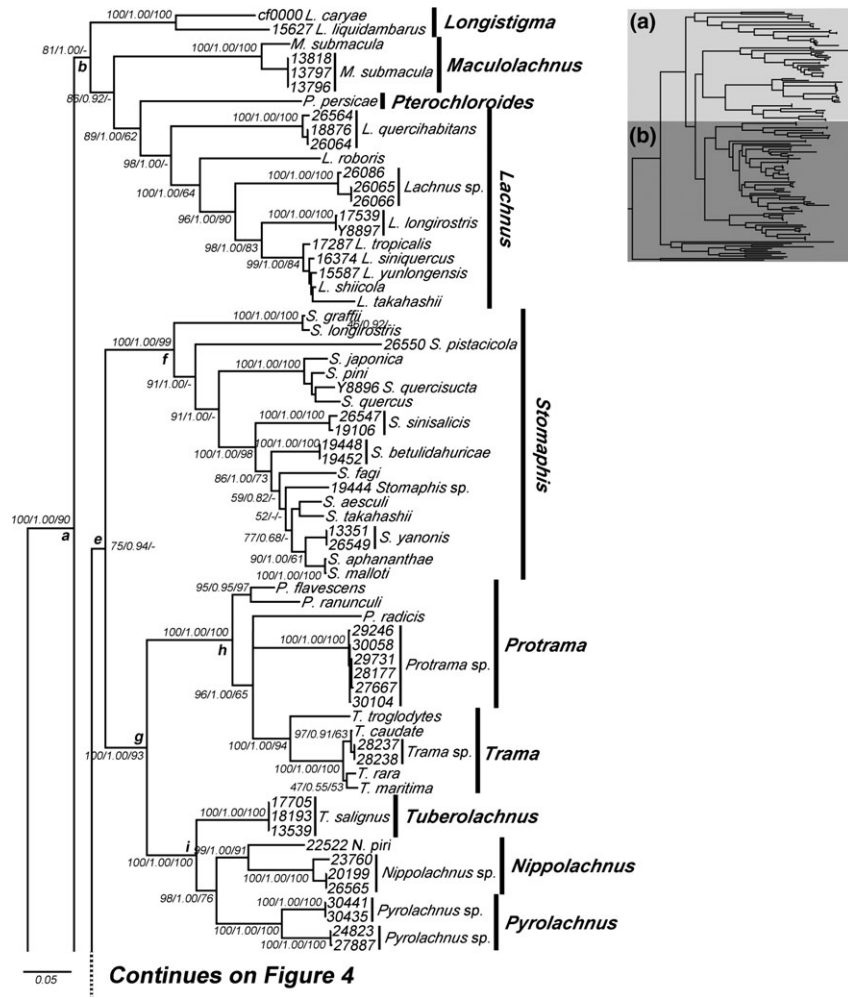 100/1.00/100
cf0000 L. caryae
15627 L. liquidambarus
Longistigma
81/1.00/-
b
100/1.00/100
M. submacula
13818
13797
13796
M. submacula
Maculolachnus
86/0.92/-
P. persicae
Pterochloroides
89/1.00/62
100/1.00/100
26564
18876
26064
L. quercihabitans
98/1.00/-
L. roboris
100/1.00/64
100/1.00/100
26086
26065
26066
Lachnus sp.
96/1.00/90
100/1.00/100
17539
Y8897
L. longirostris
98/1.00/83
17287 L. tropicalis
16374 L. siniquercus
99/1.00/84
15587 L. yunlongensis
L. shiicola
L. takahashii
Lachnus
S. graffii
46/0.92/-
S. longirostris
100/1.00/99
f
26550 S. pistacicola
91/1.00/-
100/1.00/100
S. japonica
S. pini
Y8896 S. quercisucta
S. quercus
91/1.00/-
100/1.00/100
26547
19106
S. sinisalicis
100/1.00/98
100/1.00/100
19448
19452
S. betulidahuricae
86/1.00/73
S. fagi
59/0.82/-
19444 Stomaphis sp.
S. aesculi
52/-/-
S. takahashii
77/0.68/-
13351
26549
S. yanonis
90/1.00/61
S. aphananthae
100/1.00/100
S. malloti
Stomaphis
100/1.00/90
a
e
75/0.94/-
95/0.95/97
P. flavescens
P. ranunculi
100/1.00/100
h
P. radicis
100/1.00/100
29246
30058
29731
28177
27667
30104
Protrama sp.
Protrama
96/1.00/65
T. troglodytes
97/0.91/63
T. caudate
28237
28238
Trama sp.
100/1.00/94
100/1.00/100
T. rara
47/0.55/53
T. maritima
Trama
g
100/1.00/93
100/1.00/100
17705
18193
13539
T. salignus
Tuberolachnus
i
100/1.00/100
99/1.00/91
22522 N. piri
100/1.00/100
23760
20199
26565
Nippolachnus sp.
Nippolachnus
98/1.00/76
100/1.00/100
30441
30435
Pyrolachnus sp.
100/1.00/100
24823
27887
Pyrolachnus sp.
Pyrolachnus
0.05
Continues on Figure 4
(a)
(b)